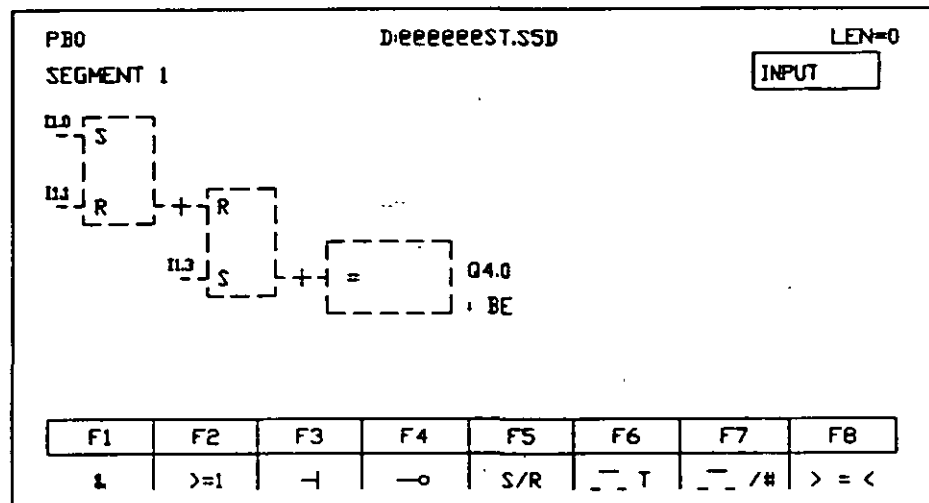 PB0 D:@@@@@@ST.S5D LEN=0
SEGMENT 1 INPUT
I1.0 S
I1.1 R R
I1.3 S = Q4.0
: BE
F1 F2 F3 F4 F5 F6 F7 F8
& >=1 S/R T /# > = <